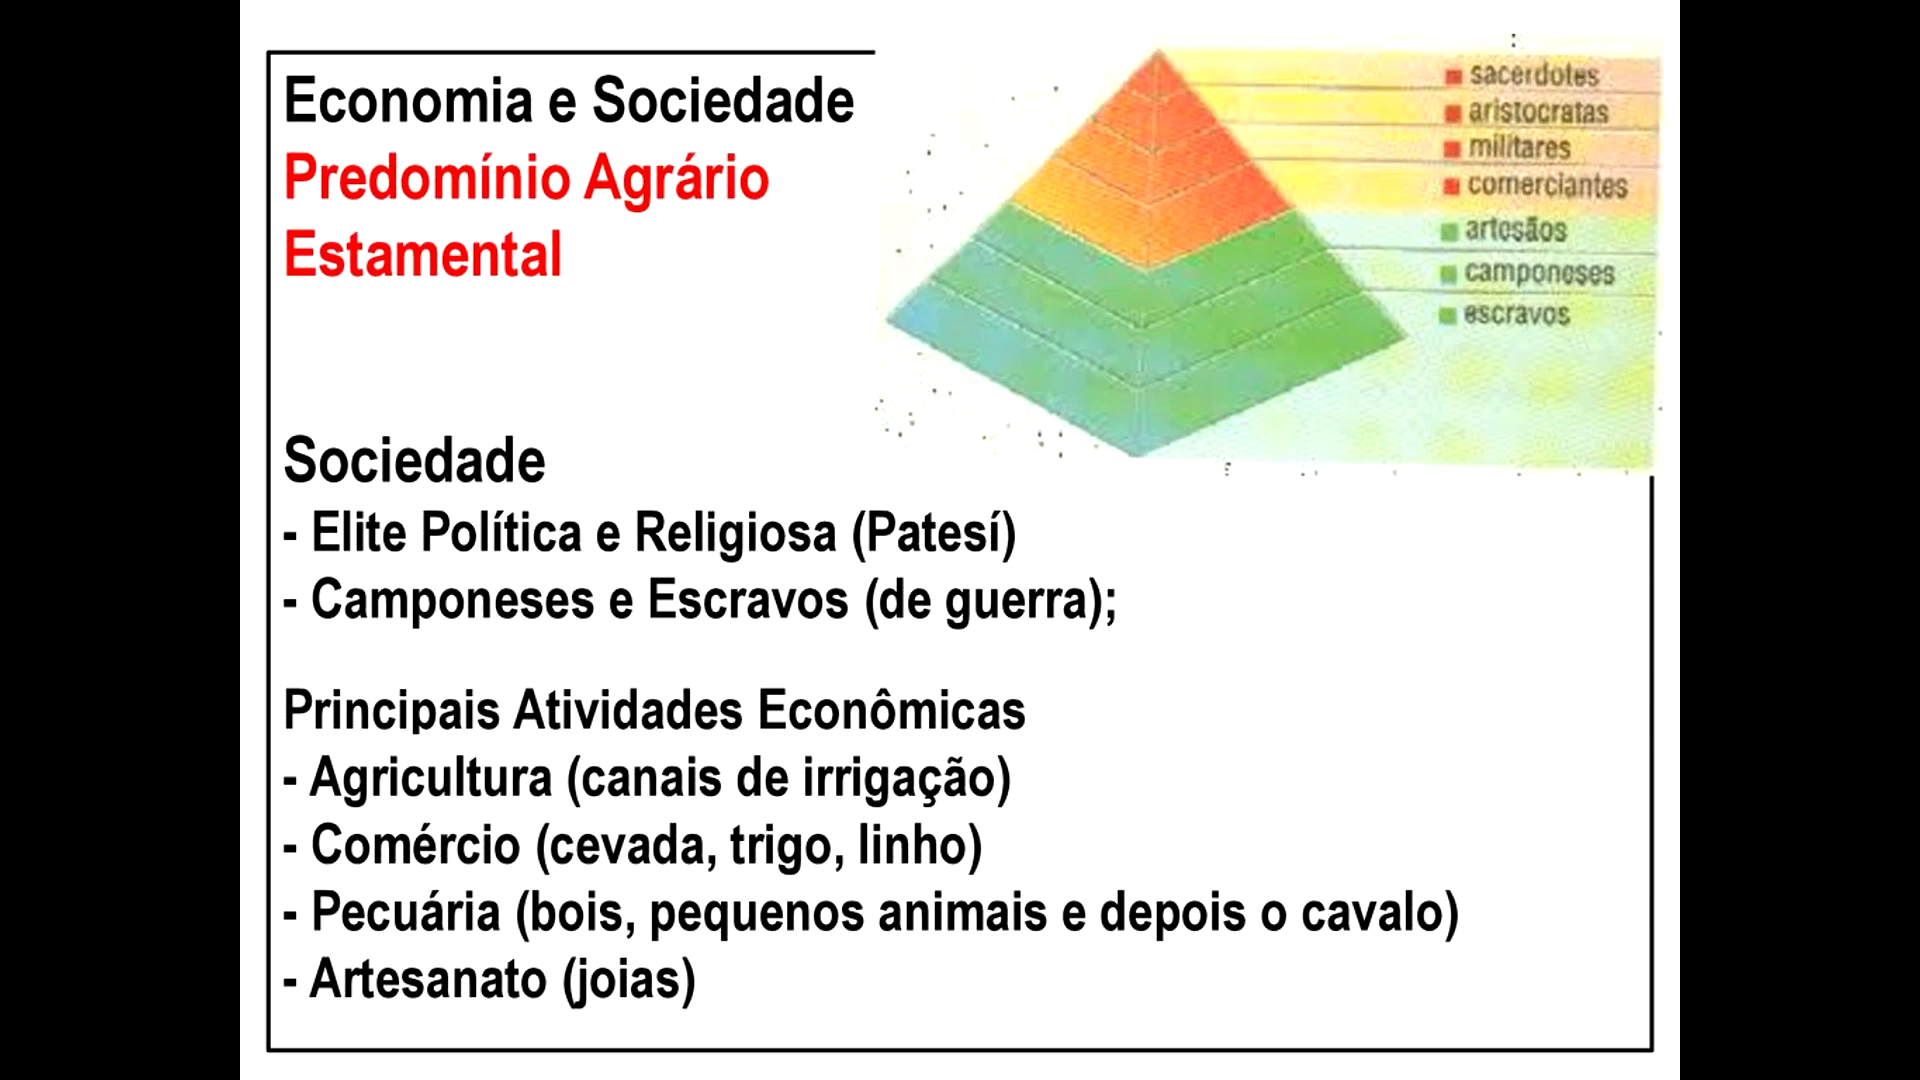 Economia e Sociedade
Predomínio Agrário
Estamental
sacerdotes
aristocratas
militares
comerciantes
artesãos
camponeses
escravos
Sociedade
- Elite Política e Religiosa (Patesí)
- Camponeses e Escravos (de guerra);
Principais Atividades Econômicas
- Agricultura (canais de irrigação)
- Comércio (cevada, trigo, linho)
- Pecuária (bois, pequenos animais e depois o cavalo)
- Artesanato (joias)